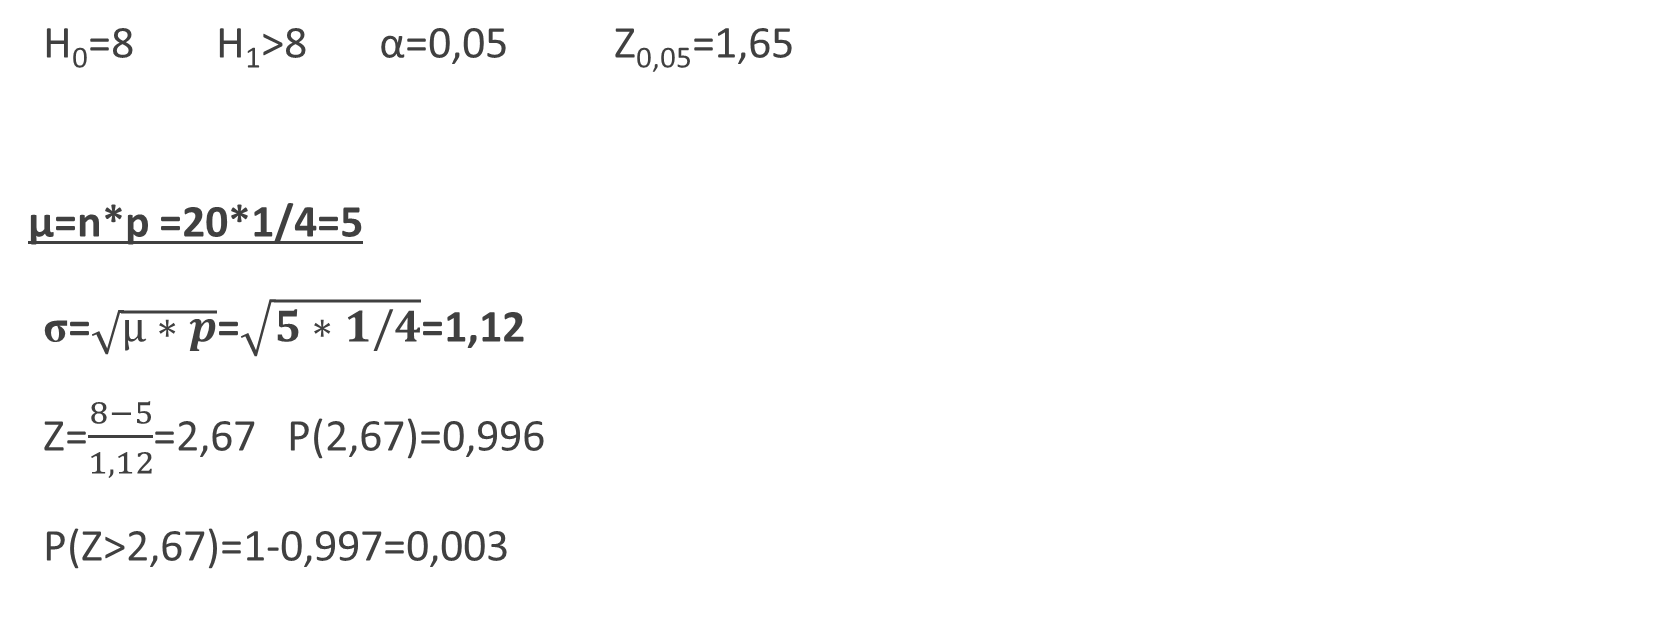 H₀=8 H₁>8 α=0,05 Z₀,₀₅=1,65
μ=n*p =20*1/4=5
σ=√(μ * p)=√(5 * 1/4)=1,12
Z=(8−5)/(1,12)=2,67 P(2,67)=0,996
P(Z>2,67)=1-0,997=0,003